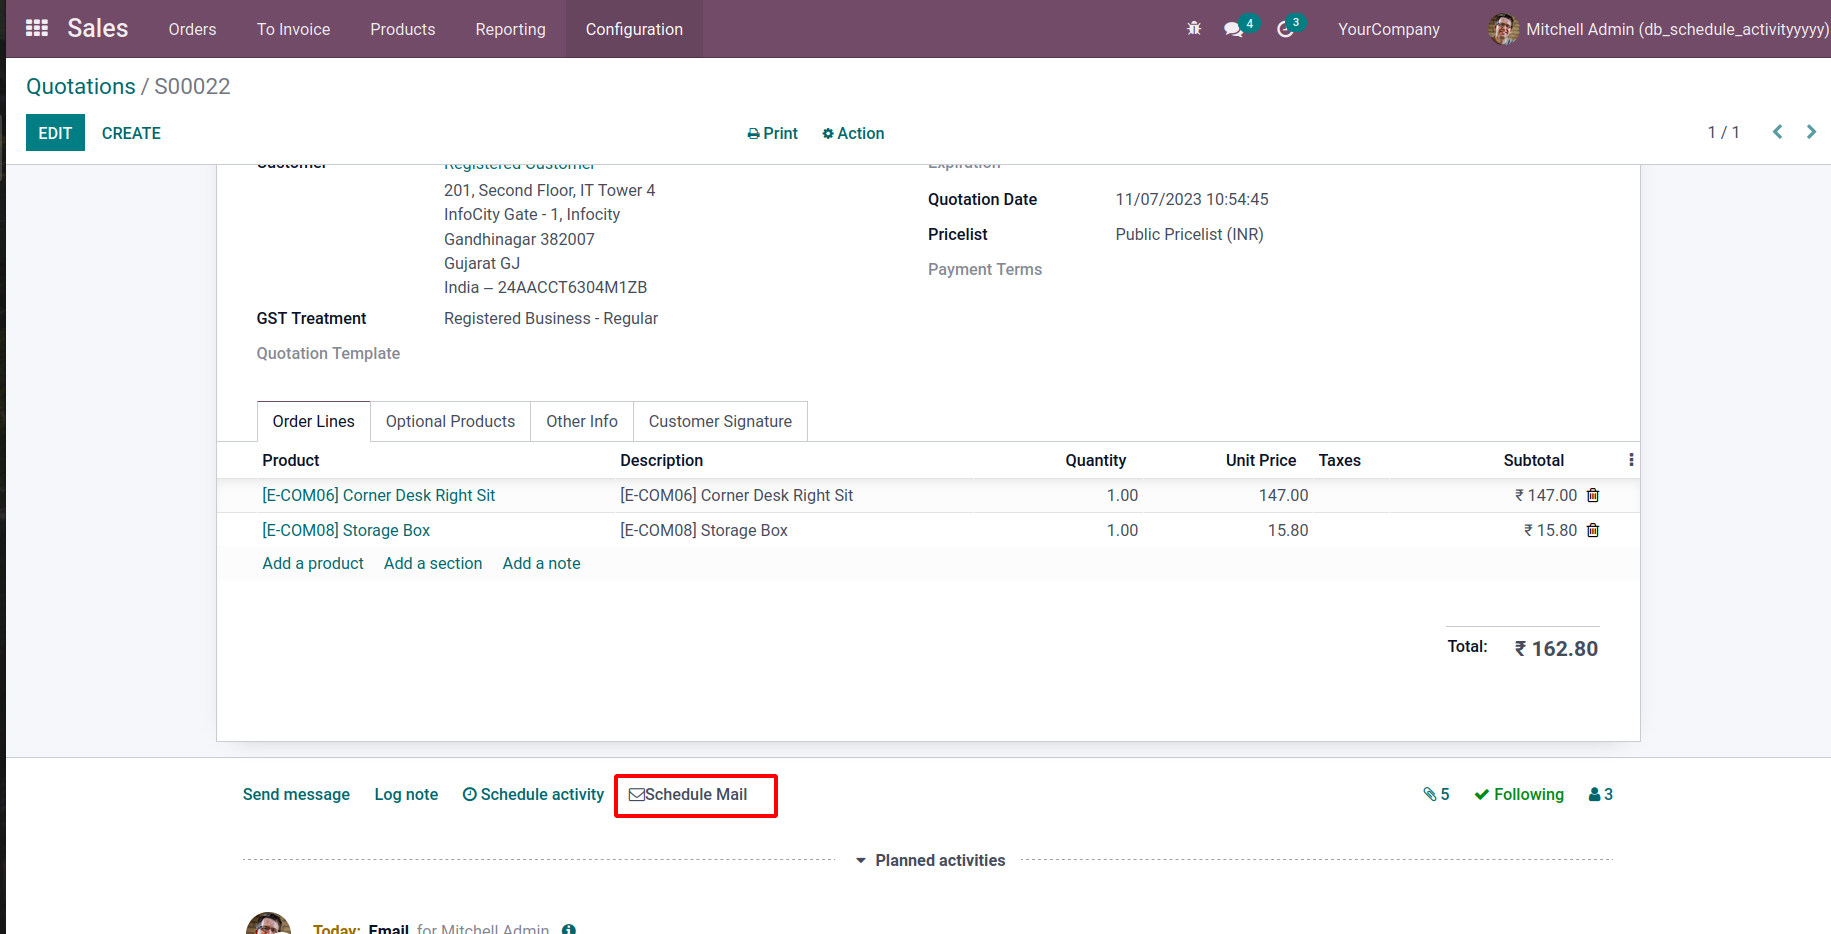 Sales Orders To Invoice Products Reporting Configuration 4 3 YourCompany Mitchell Admin (db_schedule_activityyyyy)
Quotations / S00022
EDIT CREATE Print Action 1 / 1
Customer Registered Customer Expiration
201, Second Floor, IT Tower 4
Quotation Date 11/07/2023 10:54:45
InfoCity Gate - 1, Infocity
Pricelist Public Pricelist (INR)
Gandhinagar 382007
Gujarat GJ
Payment Terms
India – 24AACCT6304M1ZB
GST Treatment Registered Business - Regular
Quotation Template
Order Lines Optional Products Other Info Customer Signature
Product Description Quantity Unit Price Taxes Subtotal
[E-COM06] Corner Desk Right Sit [E-COM06] Corner Desk Right Sit 1.00 147.00 ₹ 147.00
[E-COM08] Storage Box [E-COM08] Storage Box 1.00 15.80 ₹ 15.80
Add a product Add a section Add a note
Total: ₹ 162.80
Send message Log note Schedule activity Schedule Mail 5 Following 3
Planned activities
Today: Email for Mitchell Admin